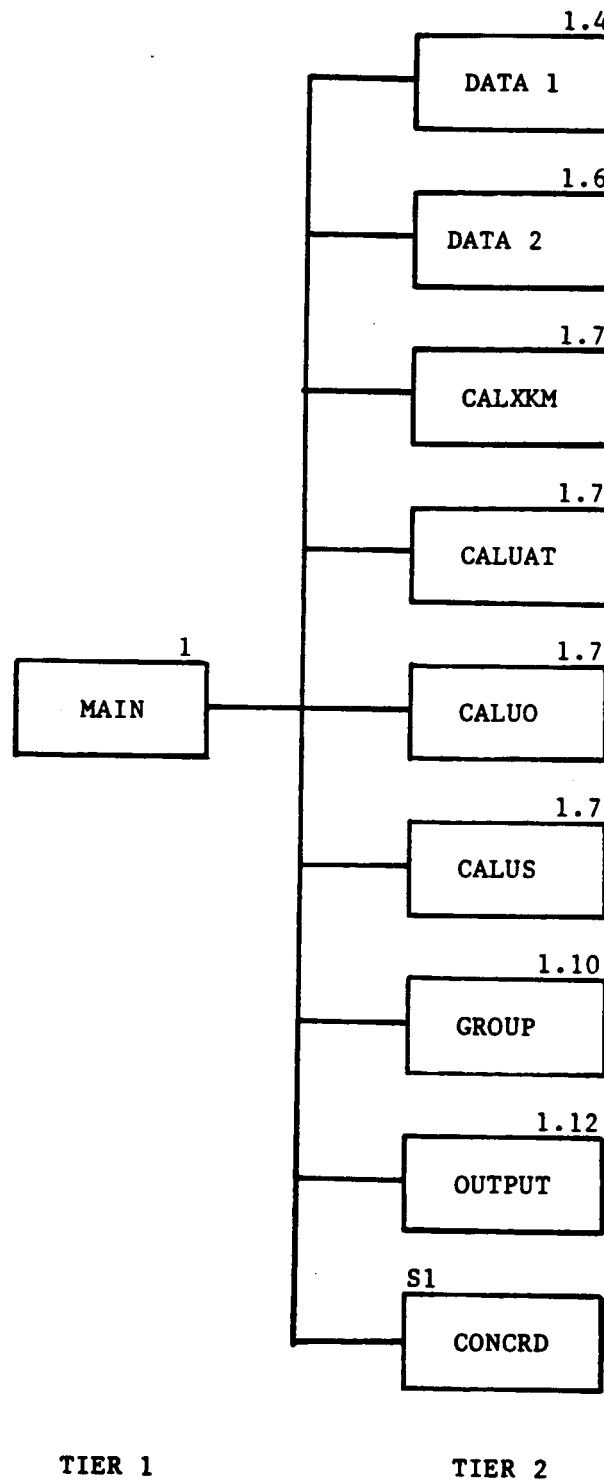 1.4
DATA 1
1.6
DATA 2
1.7
CALXKM
1.7
CALUAT
1
MAIN
1.7
CALUO
1.7
CALUS
1.10
GROUP
1.12
OUTPUT
S1
CONCRD
TIER 1 TIER 2